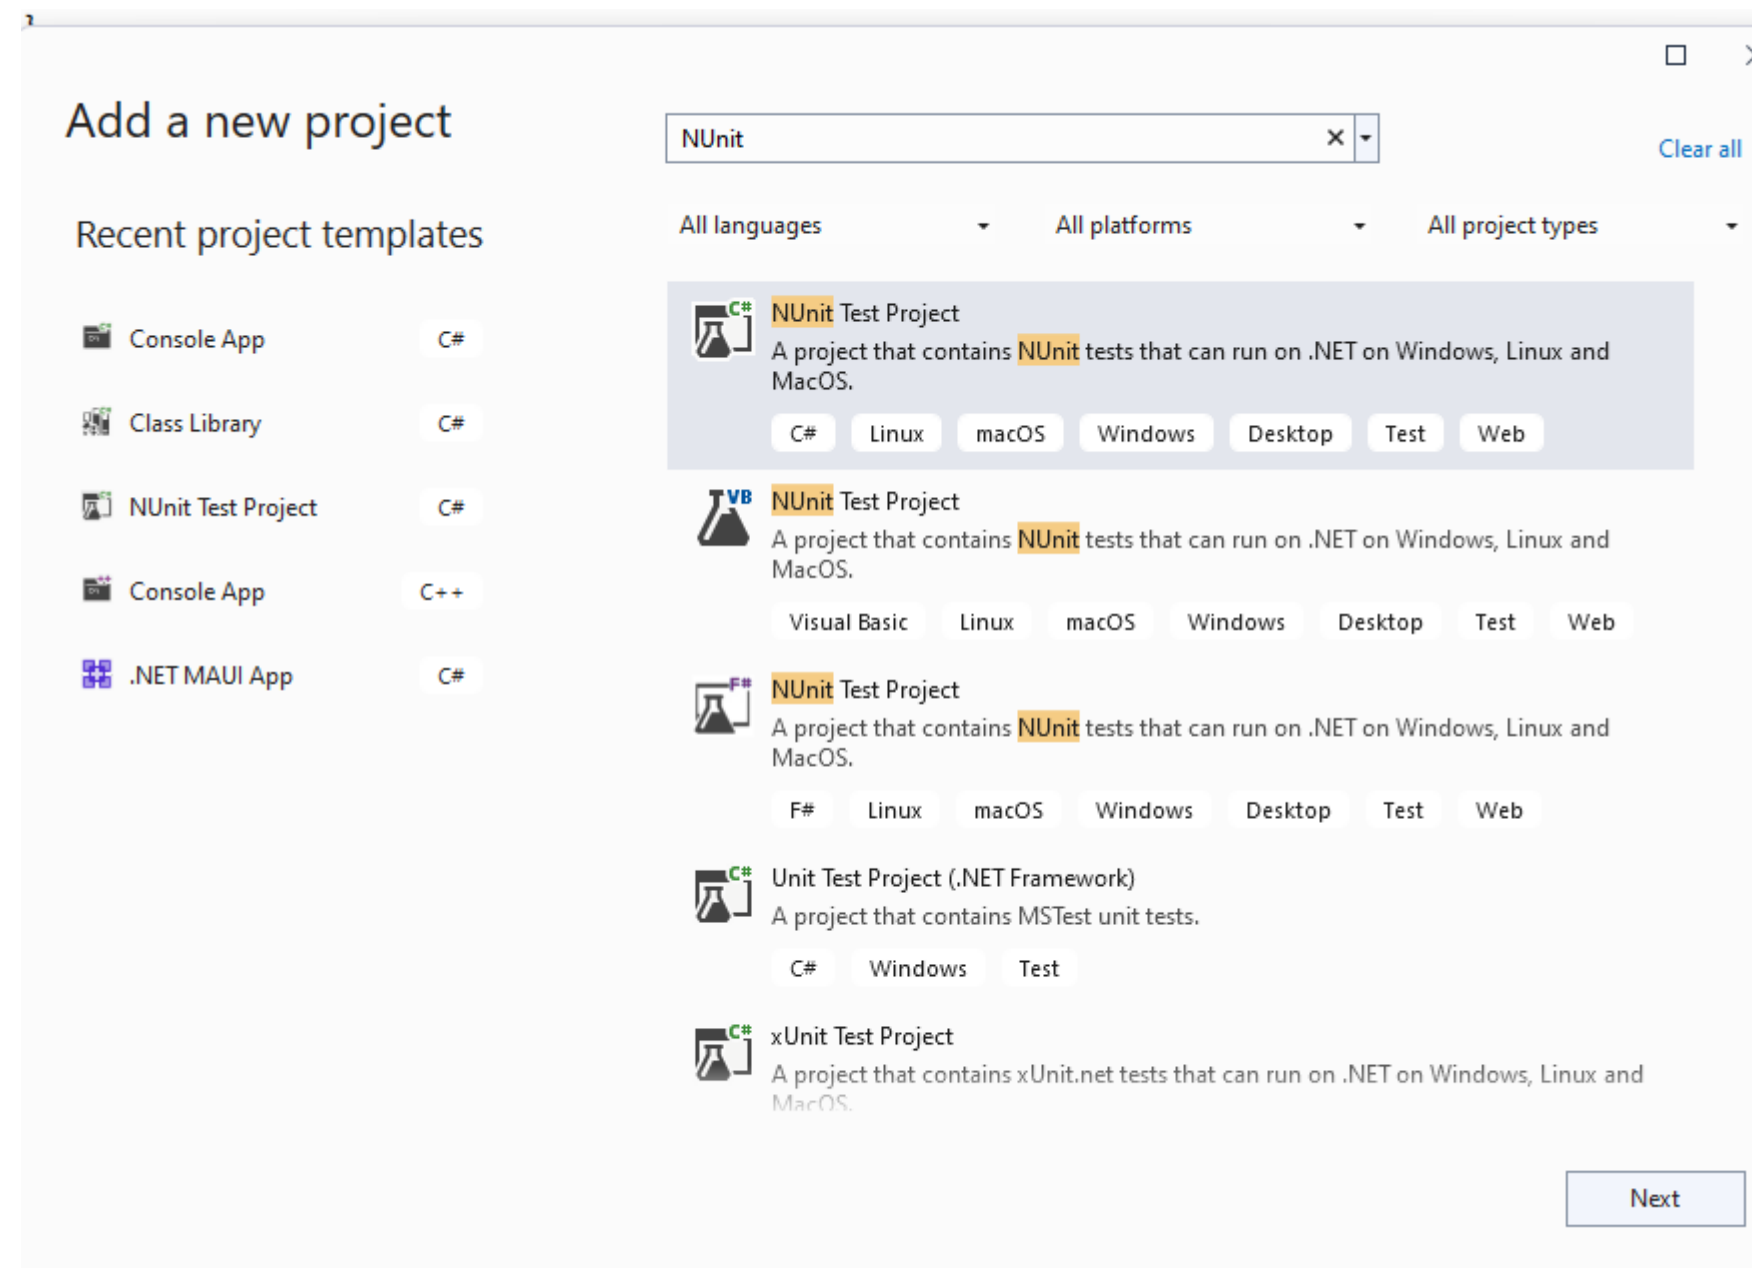 Add a new project
NUnit
Clear all
Recent project templates
All languages
All platforms
All project types
Console App C#
Class Library C#
NUnit Test Project C#
Console App C++
.NET MAUI App C#
C#
NUnit Test Project
A project that contains NUnit tests that can run on .NET on Windows, Linux and
MacOS.
C# Linux macOS Windows Desktop Test Web
VB
NUnit Test Project
A project that contains NUnit tests that can run on .NET on Windows, Linux and
MacOS.
Visual Basic Linux macOS Windows Desktop Test Web
F#
NUnit Test Project
A project that contains NUnit tests that can run on .NET on Windows, Linux and
MacOS.
F# Linux macOS Windows Desktop Test Web
C#
Unit Test Project (.NET Framework)
A project that contains MSTest unit tests.
C# Windows Test
C#
xUnit Test Project
A project that contains xUnit.net tests that can run on .NET on Windows, Linux and
MacOS.
Next